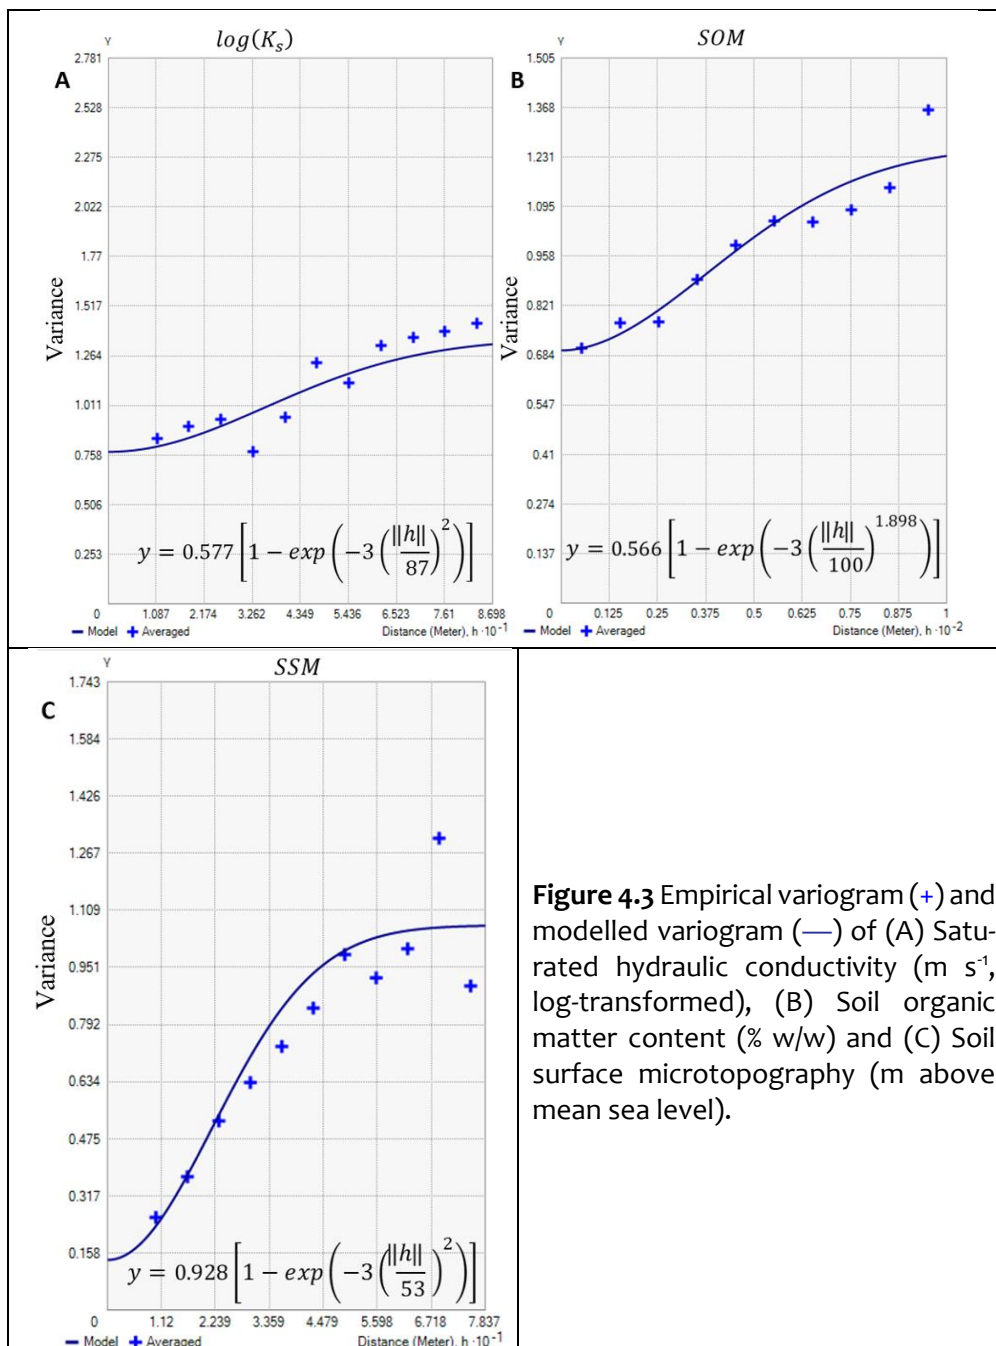 log(Kₛ)
A
γ
2.781
2.528
2.275
2.022
1.77
1.517
1.264
1.011
0.758
0.506
0.253
Variance
y = 0.577 [1 − exp(−3(‖h‖/87)²)]
0 1.087 2.174 3.262 4.349 5.436 6.523 7.61 8.698
Model Averaged Distance (Meter), h ·10⁻¹
SOM
B
γ
1.505
1.368
1.231
1.095
0.958
0.821
0.684
0.547
0.41
0.274
0.137
Variance
y = 0.566 [1 − exp(−3(‖h‖/100)^1.898)]
0 0.125 0.25 0.375 0.5 0.625 0.75 0.875 1
Model Averaged Distance (Meter), h ·10⁻²
SSM
C
γ
1.743
1.584
1.426
1.267
1.109
0.951
0.792
0.634
0.475
0.317
0.158
Variance
y = 0.928 [1 − exp(−3(‖h‖/53)²)]
0 1.12 2.239 3.359 4.479 5.598 6.718 7.837
Model Averaged Distance (Meter), h ·10⁻¹
Figure 4.3 Empirical variogram (+) and
modelled variogram (—) of (A) Satu-
rated hydraulic conductivity (m s⁻¹,
log-transformed), (B) Soil organic
matter content (% w/w) and (C) Soil
surface microtopography (m above
mean sea level).